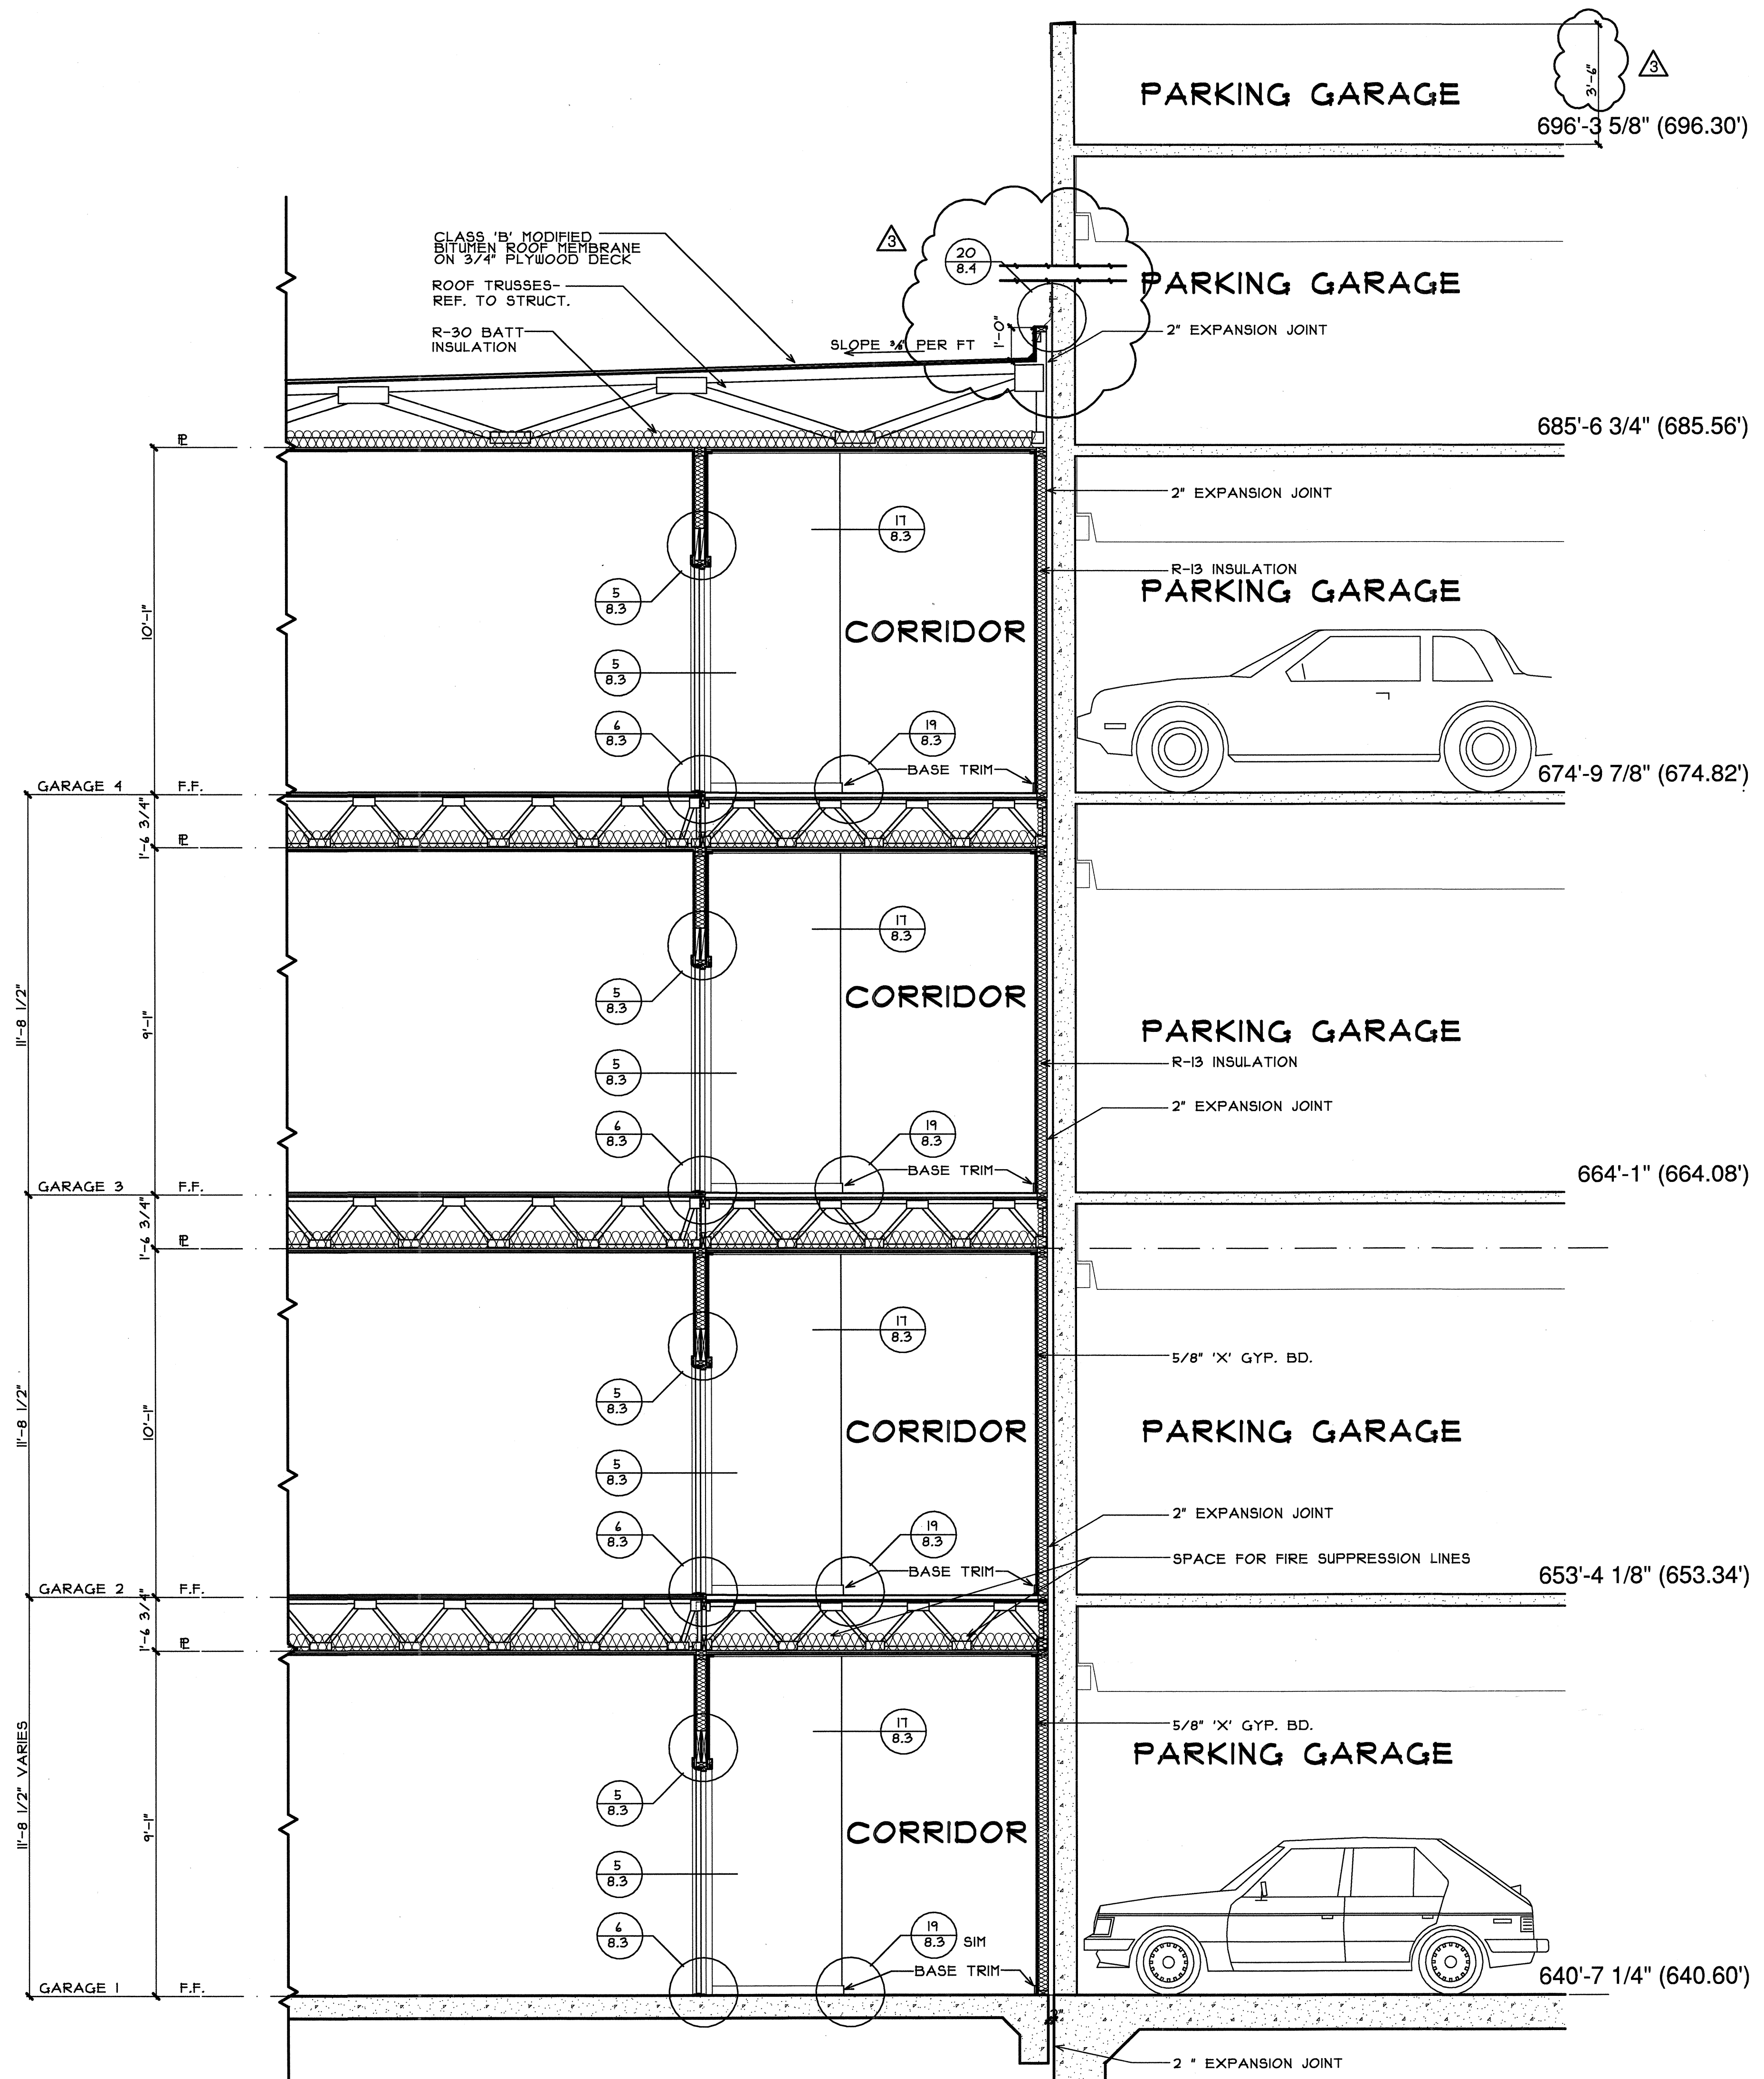 PARKING GARAGE
3'-6"
3
696'-3 5/8" (696.30')
CLASS 'B' MODIFIED
BITUMEN ROOF MEMBRANE
ON 3/4" PLYWOOD DECK
3
20
8.4
PARKING GARAGE
ROOF TRUSSES-
REF. TO STRUCT.
R-30 BATT
INSULATION
SLOPE 3/8" PER FT
1'-0"
2" EXPANSION JOINT
685'-6 3/4" (685.56')
PL
2" EXPANSION JOINT
17
8.3
R-13 INSULATION
PARKING GARAGE
5
8.3
10'-1"
CORRIDOR
5
8.3
6
8.3
19
8.3
BASE TRIM
674'-9 7/8" (674.82')
GARAGE 4
F.F.
1'-6 3/4"
PL
17
8.3
5
8.3
CORRIDOR
11'-8 1/2"
9'-1"
PARKING GARAGE
R-13 INSULATION
5
8.3
2" EXPANSION JOINT
6
8.3
19
8.3
BASE TRIM
664'-1" (664.08')
GARAGE 3
F.F.
1'-6 3/4"
PL
17
8.3
5/8" 'X' GYP. BD.
5
8.3
11'-8 1/2"
10'-1"
CORRIDOR
PARKING GARAGE
5
8.3
2" EXPANSION JOINT
6
8.3
19
8.3
SPACE FOR FIRE SUPPRESSION LINES
BASE TRIM
653'-4 1/8" (653.34')
GARAGE 2
F.F.
1'-6 3/4"
PL
17
8.3
5/8" 'X' GYP. BD.
PARKING GARAGE
11'-8 1/2" VARIES
5
8.3
9'-1"
CORRIDOR
5
8.3
6
8.3
19
8.3
SIM
BASE TRIM
640'-7 1/4" (640.60')
GARAGE 1
F.F.
2"
2 " EXPANSION JOINT